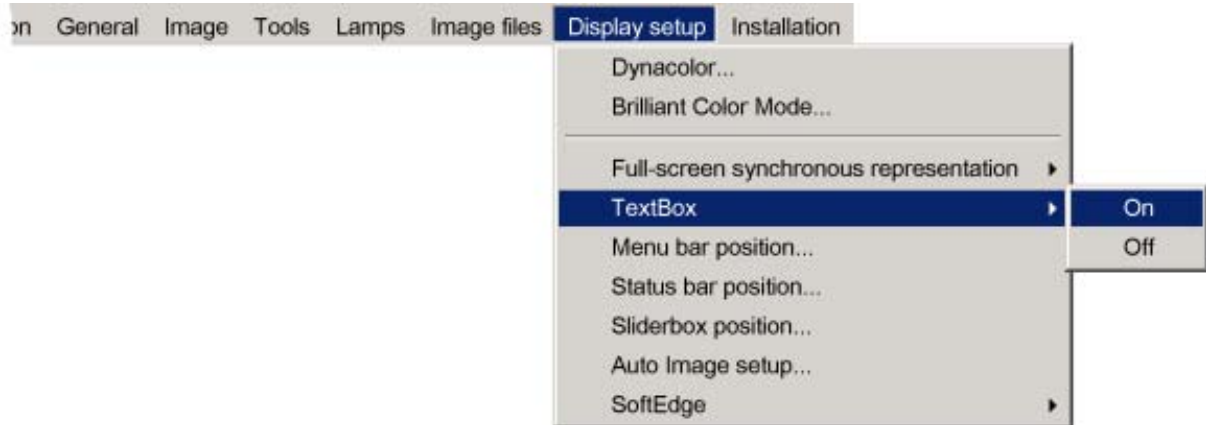 on General Image Tools Lamps Image files Display setup Installation
Dynacolor...
Brilliant Color Mode...
Full-screen synchronous representation
TextBox On
Menu bar position... Off
Status bar position...
Sliderbox position...
Auto Image setup...
SoftEdge